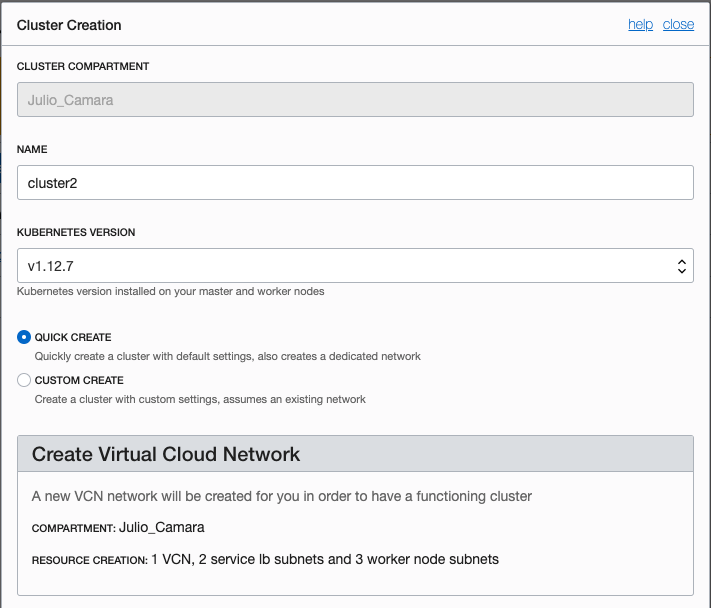 Cluster Creation help close
CLUSTER COMPARTMENT
Julio_Camara
NAME
cluster2
KUBERNETES VERSION
v1.12.7
Kubernetes version installed on your master and worker nodes
QUICK CREATE
Quickly create a cluster with default settings, also creates a dedicated network
CUSTOM CREATE
Create a cluster with custom settings, assumes an existing network
Create Virtual Cloud Network
A new VCN network will be created for you in order to have a functioning cluster
COMPARTMENT: Julio_Camara
RESOURCE CREATION: 1 VCN, 2 service lb subnets and 3 worker node subnets